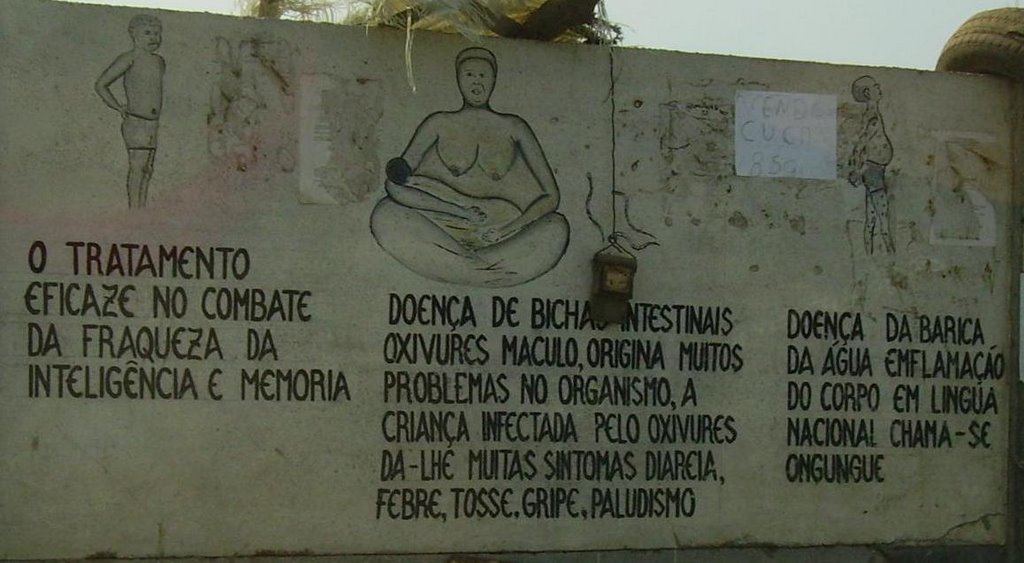 O TRATAMENTO
EFICAZE NO COMBATE
DA FRAQUEZA DA
INTELIGÊNCIA E MEMORIA
DOENÇA DE BICHAS INTESTINAIS
OXIVURES MACULO, ORIGINA MUITOS
PROBLEMAS NO ORGANISMO, A
CRIANÇA INFECTADA PELO OXIVURES
DA-LHE MUITAS SINTOMAS DIAREIA,
FEBRE, TOSSE, GRIPE, PALUDISMO
CUCA
850
DOENÇA DA BARICA
DA ÁGUA EMFLAMAÇÃO
DO CORPO EM LINGUA
NACIONAL CHAMA-SE
ONGUNGUE